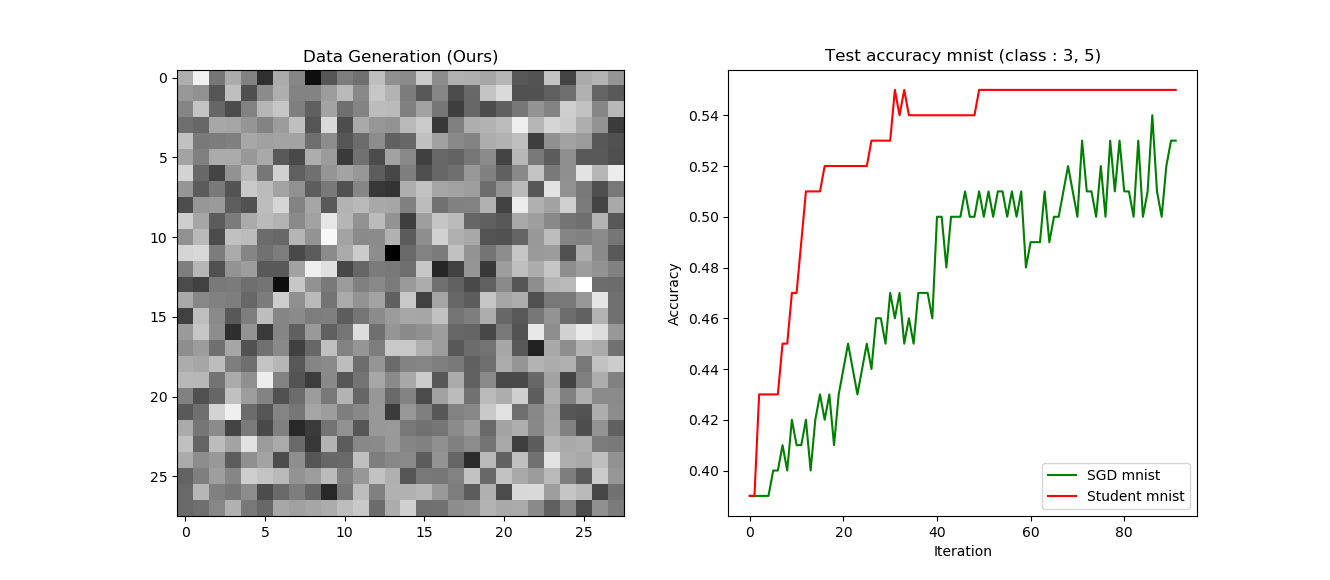 Data Generation (Ours)
0
5
10
15
20
25
0 5 10 15 20 25
Test accuracy mnist (class : 3, 5)
Accuracy
0.54
0.52
0.50
0.48
0.46
0.44
0.42
0.40
0 20 40 60 80
Iteration
SGD mnist
Student mnist